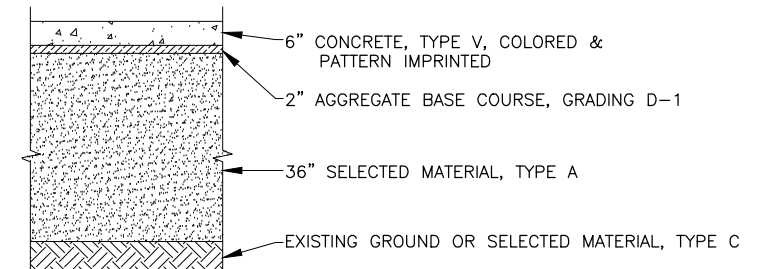 6” CONCRETE, TYPE V, COLORED &
PATTERN IMPRINTED
2” AGGREGATE BASE COURSE, GRADING D-1
36” SELECTED MATERIAL, TYPE A
EXISTING GROUND OR SELECTED MATERIAL, TYPE C